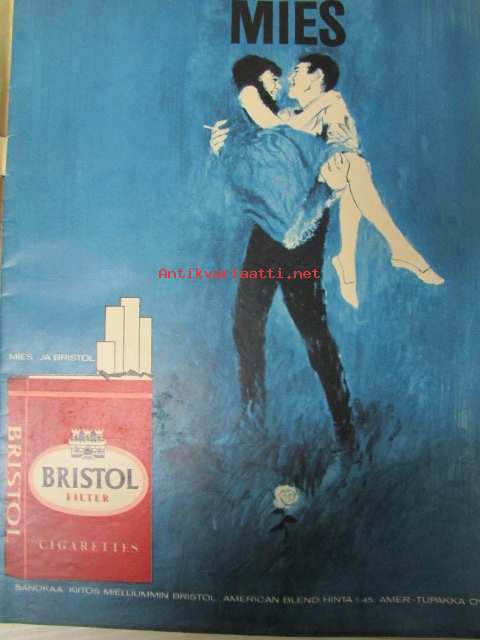 MIES
Antikvariaatti.net
MIES JA BRISTOL
BRISTOL
BRISTOL
FILTER
CIGARETTES
SANOKAA: KIITOS MIELUUMMIN BRISTOL. AMERICAN BLEND. HINTA 1:45. AMER-TUPAKKA OY